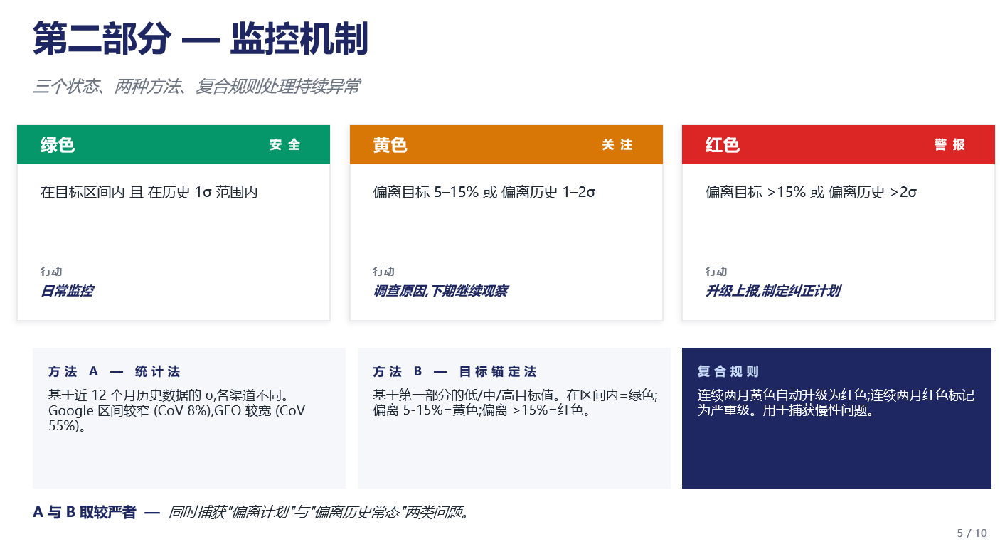 第二部分 — 监控机制
三个状态、两种方法、复合规则处理持续异常
绿色
安全
在目标区间内 且 在历史 1σ 范围内
行动
日常监控
黄色
关注
偏离目标 5–15% 或 偏离历史 1–2σ
行动
调查原因,下期继续观察
红色
警报
偏离目标 >15% 或 偏离历史 >2σ
行动
升级上报,制定纠正计划
方法 A — 统计法
基于近 12 个月历史数据的 σ,各渠道不同。
Google 区间较窄 (CoV 8%),GEO 较宽 (CoV
55%)。
方法 B — 目标锚定法
基于第一部分的低/中/高目标值。在区间内=绿色;
偏离 5-15%=黄色;偏离 >15%=红色。
复合规则
连续两月黄色自动升级为红色;连续两月红色标记
为严重级。用于捕获慢性问题。
A 与 B 取较严者 — 同时捕获"偏离计划"与"偏离历史常态"两类问题。
5 / 10